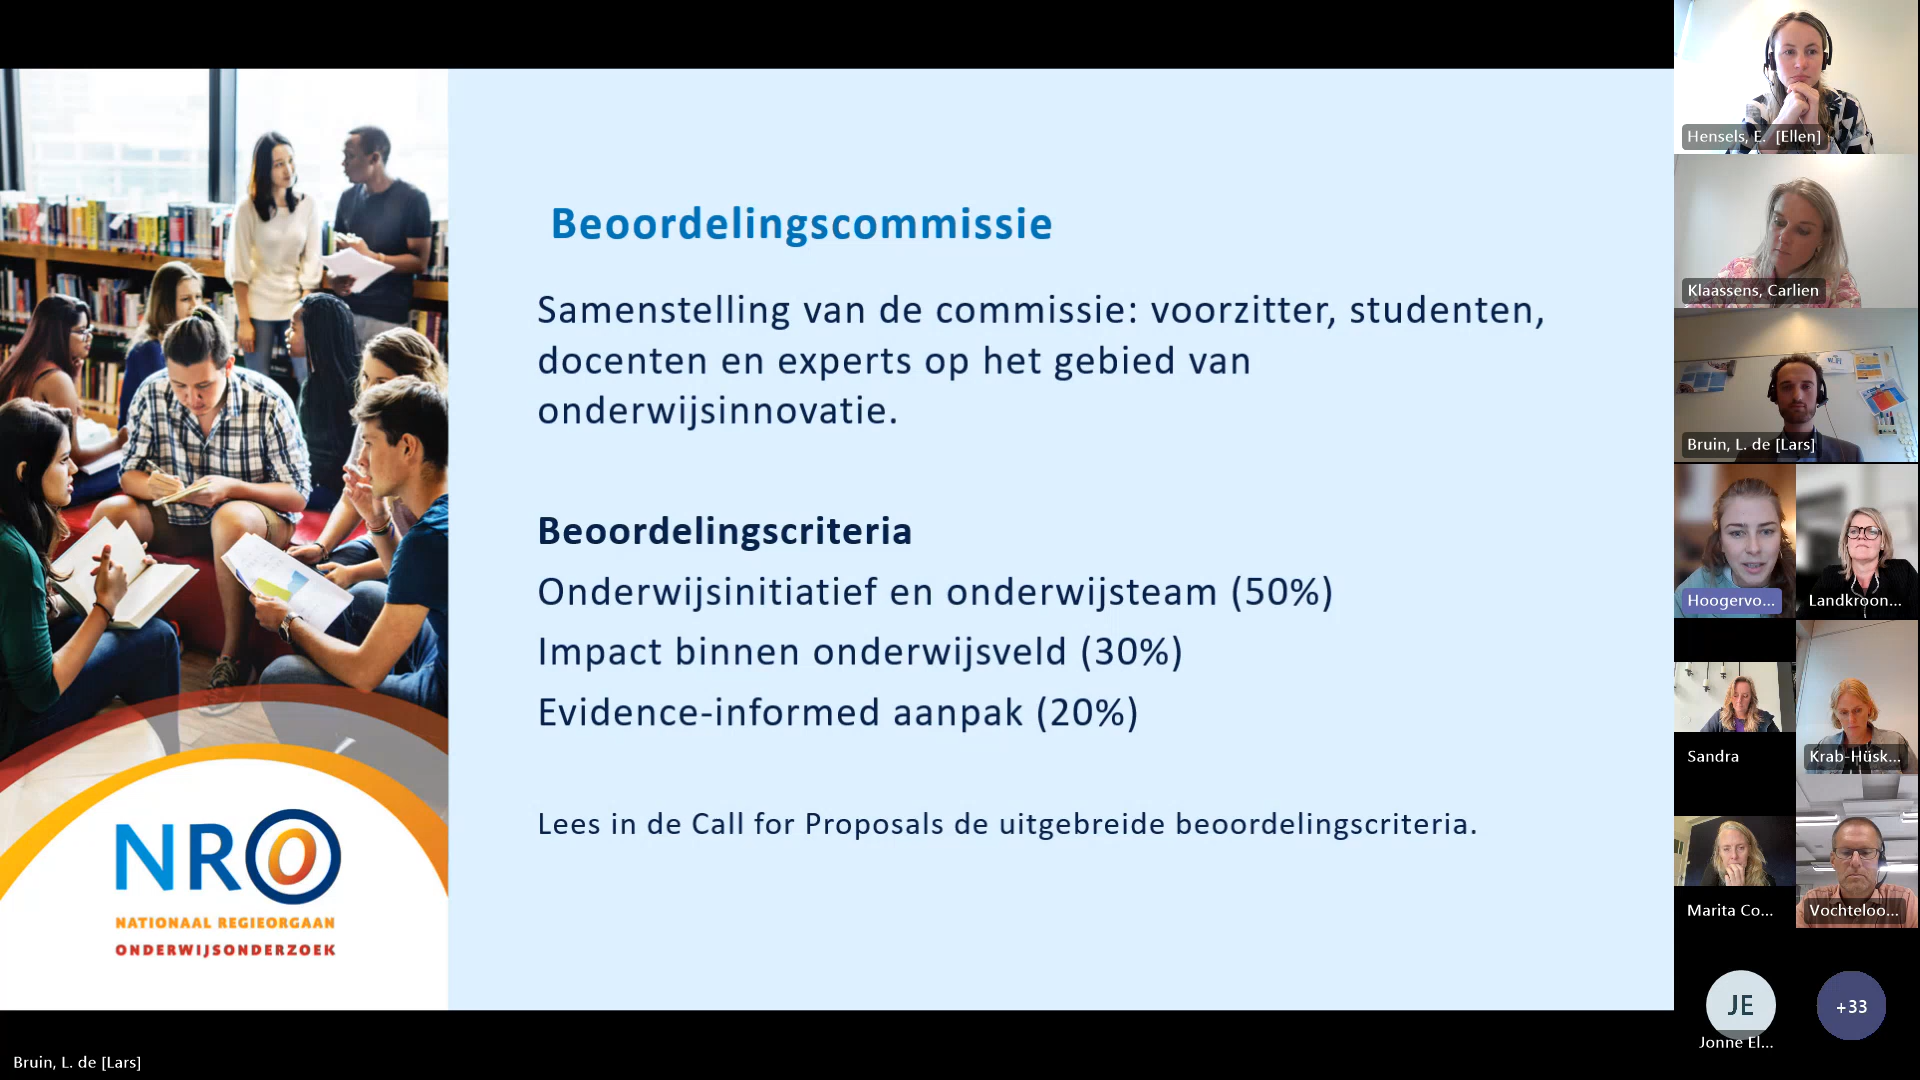 Beoordelingscommissie
Samenstelling van de commissie: voorzitter, studenten,
docenten en experts op het gebied van
onderwijsinnovatie.
Beoordelingscriteria
Onderwijsinitiatief en onderwijsteam (50%)
Impact binnen onderwijsveld (30%)
Evidence-informed aanpak (20%)
Lees in de Call for Proposals de uitgebreide beoordelingscriteria.
NRO
NATIONAAL REGIEORGAAN
ONDERWIJSONDERZOEK
Bruin, L. de [Lars]
Hensels, E. [Ellen]
Klaassens, Carlien
Bruin, L. de [Lars]
Hoogervo...
Landkroon...
Sandra
Krab-Hüsk...
Marita Co...
Vochteloo...
JE
Jonne El...
+33